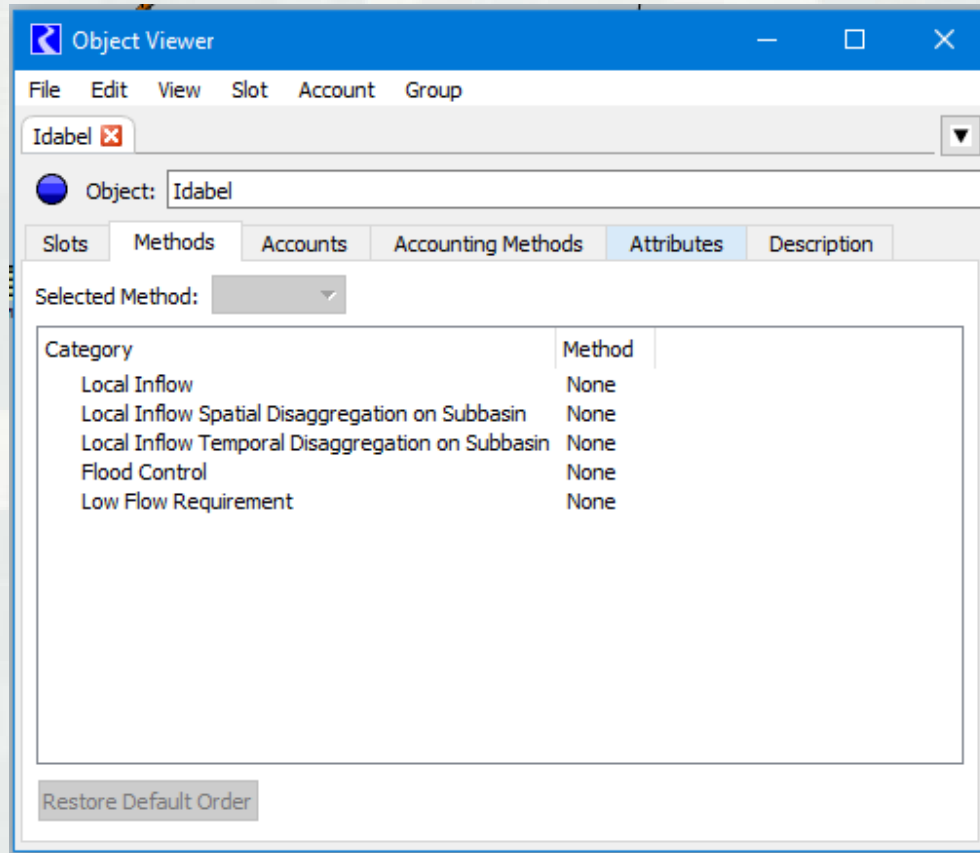 Object Viewer
File Edit View Slot Account Group
Idabel
Object: Idabel
Slots Methods Accounts Accounting Methods Attributes Description
Selected Method:
Category Method
Local Inflow None
Local Inflow Spatial Disaggregation on Subbasin None
Local Inflow Temporal Disaggregation on Subbasin None
Flood Control None
Low Flow Requirement None
Restore Default Order